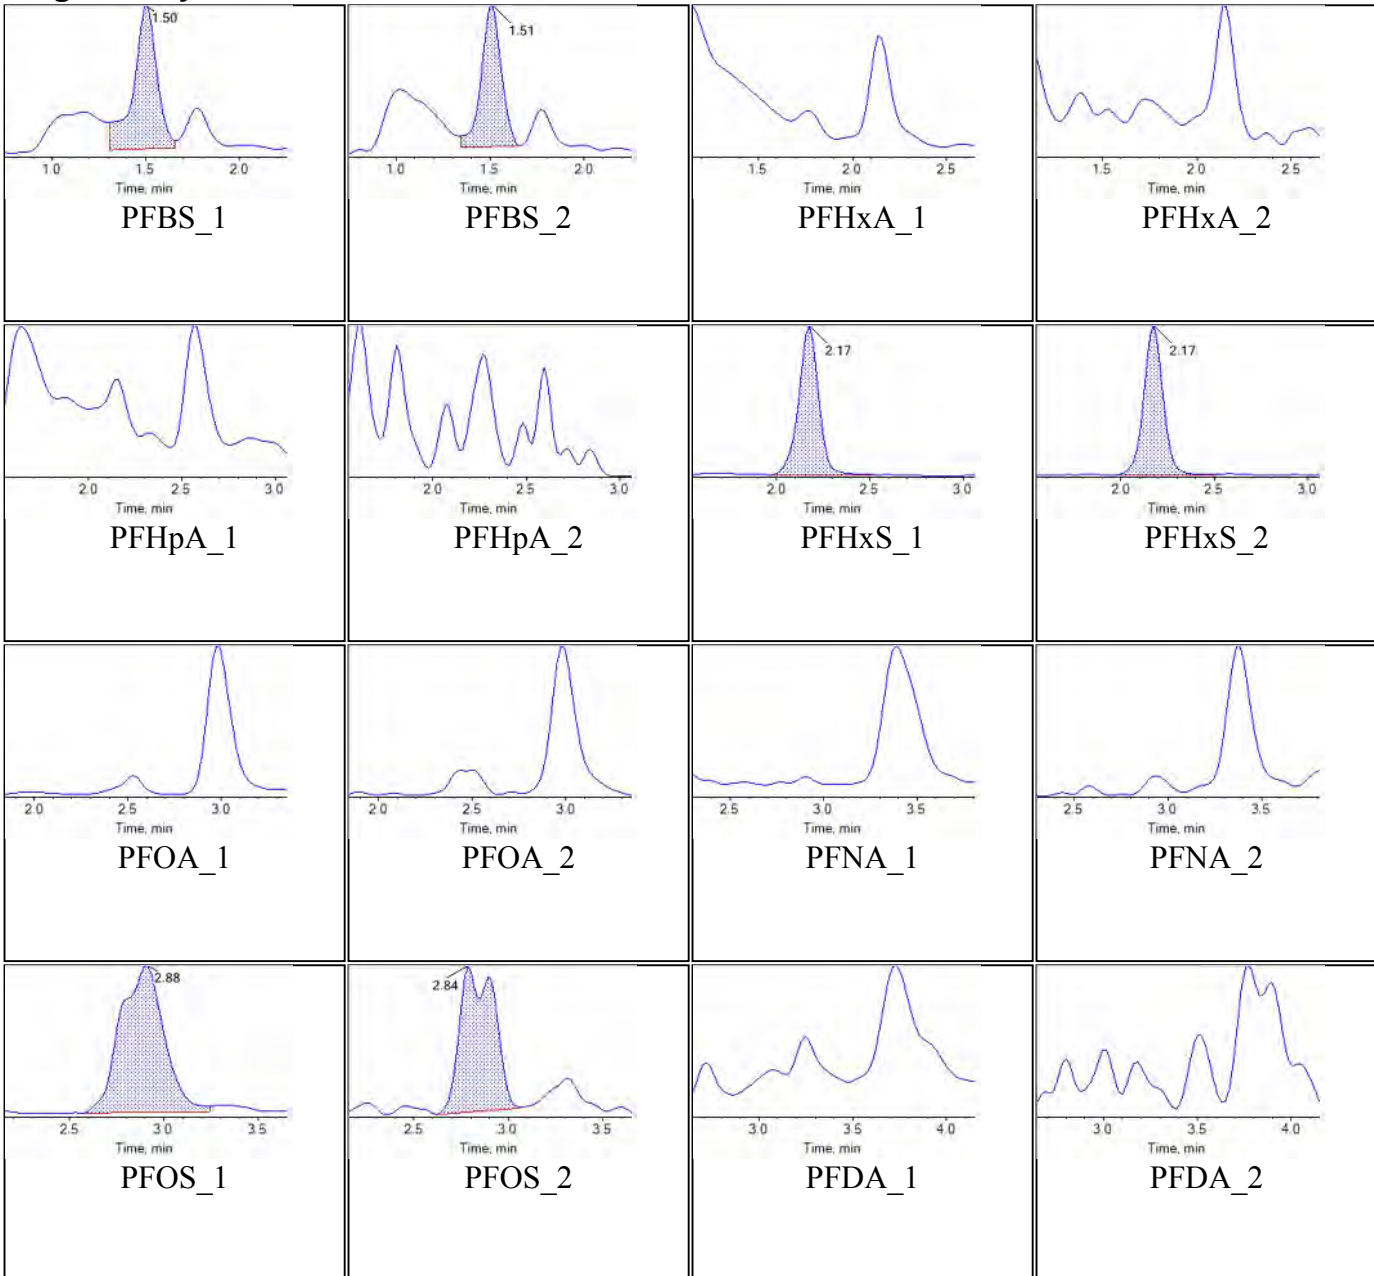 1.50
1.51
1.0 1.5 2.0
1.0 1.5 2.0
1.5 2.0 2.5
1.5 2.0 2.5
Time, min
Time, min
Time, min
Time, min
PFBS_1
PFBS_2
PFHxA_1
PFHxA_2
2.17
2.17
2.0 2.5 3.0
2.0 2.5 3.0
2.0 2.5 3.0
2.0 2.5 3.0
Time, min
Time, min
Time, min
Time, min
PFHpA_1
PFHpA_2
PFHxS_1
PFHxS_2
2.0 2.5 3.0
2.0 2.5 3.0
2.5 3.0 3.5
2.5 3.0 3.5
Time, min
Time, min
Time, min
Time, min
PFOA_1
PFOA_2
PFNA_1
PFNA_2
2.88
2.84
2.5 3.0 3.5
2.5 3.0 3.5
3.0 3.5 4.0
3.0 3.5 4.0
Time, min
Time, min
Time, min
Time, min
PFOS_1
PFOS_2
PFDA_1
PFDA_2